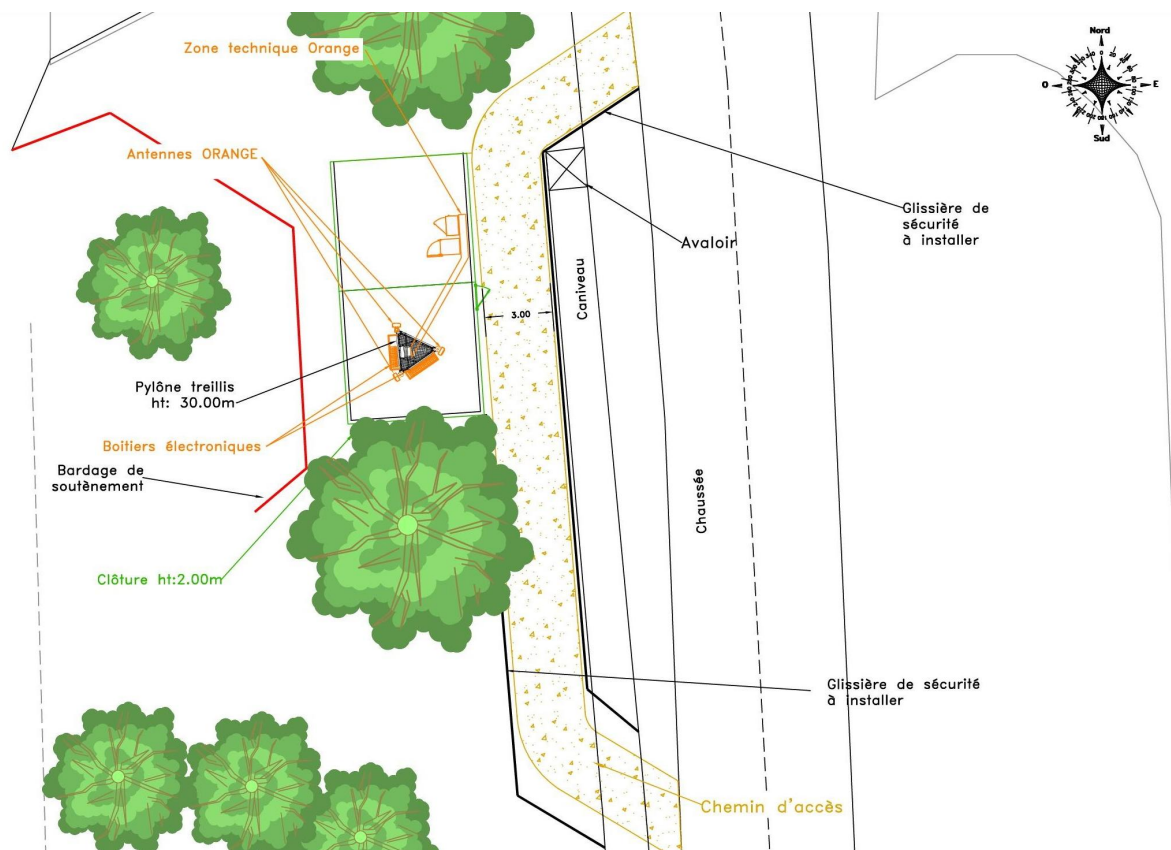 Zone technique Orange
Nord
O
E
Sud
Antennes ORANGE
Glissière de
sécurité
à installer
Avaloir
Caniveau
3.00
Pylône treillis
ht: 30.00m
Boitiers électroniques
Bardage de
soutènement
Chaussée
Clôture ht:2.00m
Glissière de sécurité
à installer
Chemin d'accès